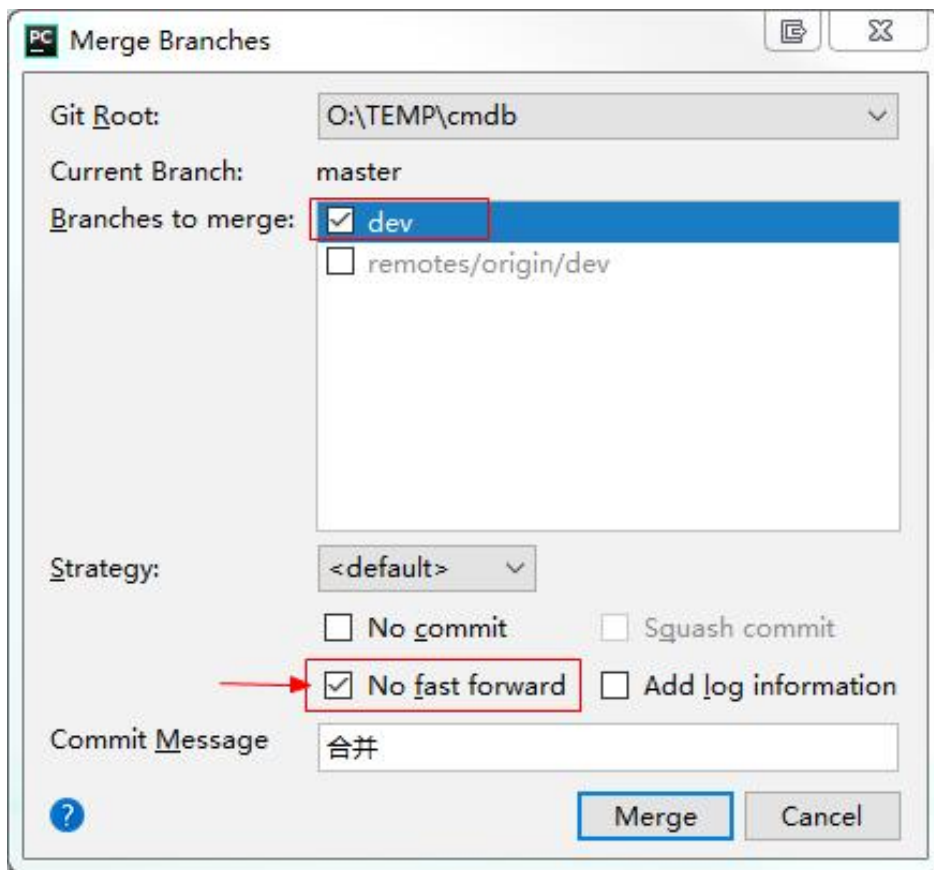 PC Merge Branches
Git Root: O:\TEMP\cmdb
Current Branch: master
Branches to merge: dev
remotes/origin/dev
Strategy: <default>
No commit Squash commit
No fast forward Add log information
Commit Message 合并
? Merge Cancel